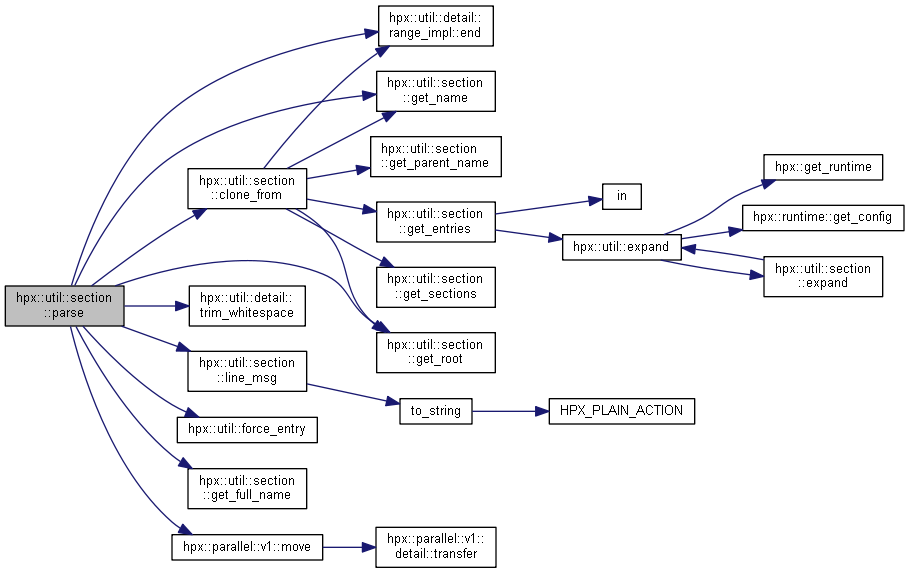 hpx::util::section
::parse
hpx::util::detail::
range_impl::end
hpx::util::section
::get_name
hpx::util::section
::clone_from
hpx::util::section
::get_parent_name
hpx::util::section
::get_entries
in
hpx::util::expand
hpx::get_runtime
hpx::runtime::get_config
hpx::util::section
::expand
hpx::util::section
::get_sections
hpx::util::section
::get_root
hpx::util::detail::
trim_whitespace
hpx::util::section
::line_msg
to_string
HPX_PLAIN_ACTION
hpx::util::force_entry
hpx::util::section
::get_full_name
hpx::parallel::v1::move
hpx::parallel::v1::
detail::transfer